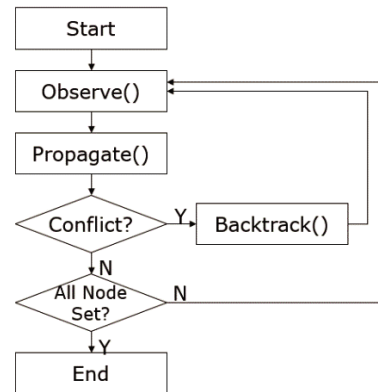 Start
Observe()
Propagate()
Conflict?
Y
Backtrack()
N
All Node
Set?
N
Y
End